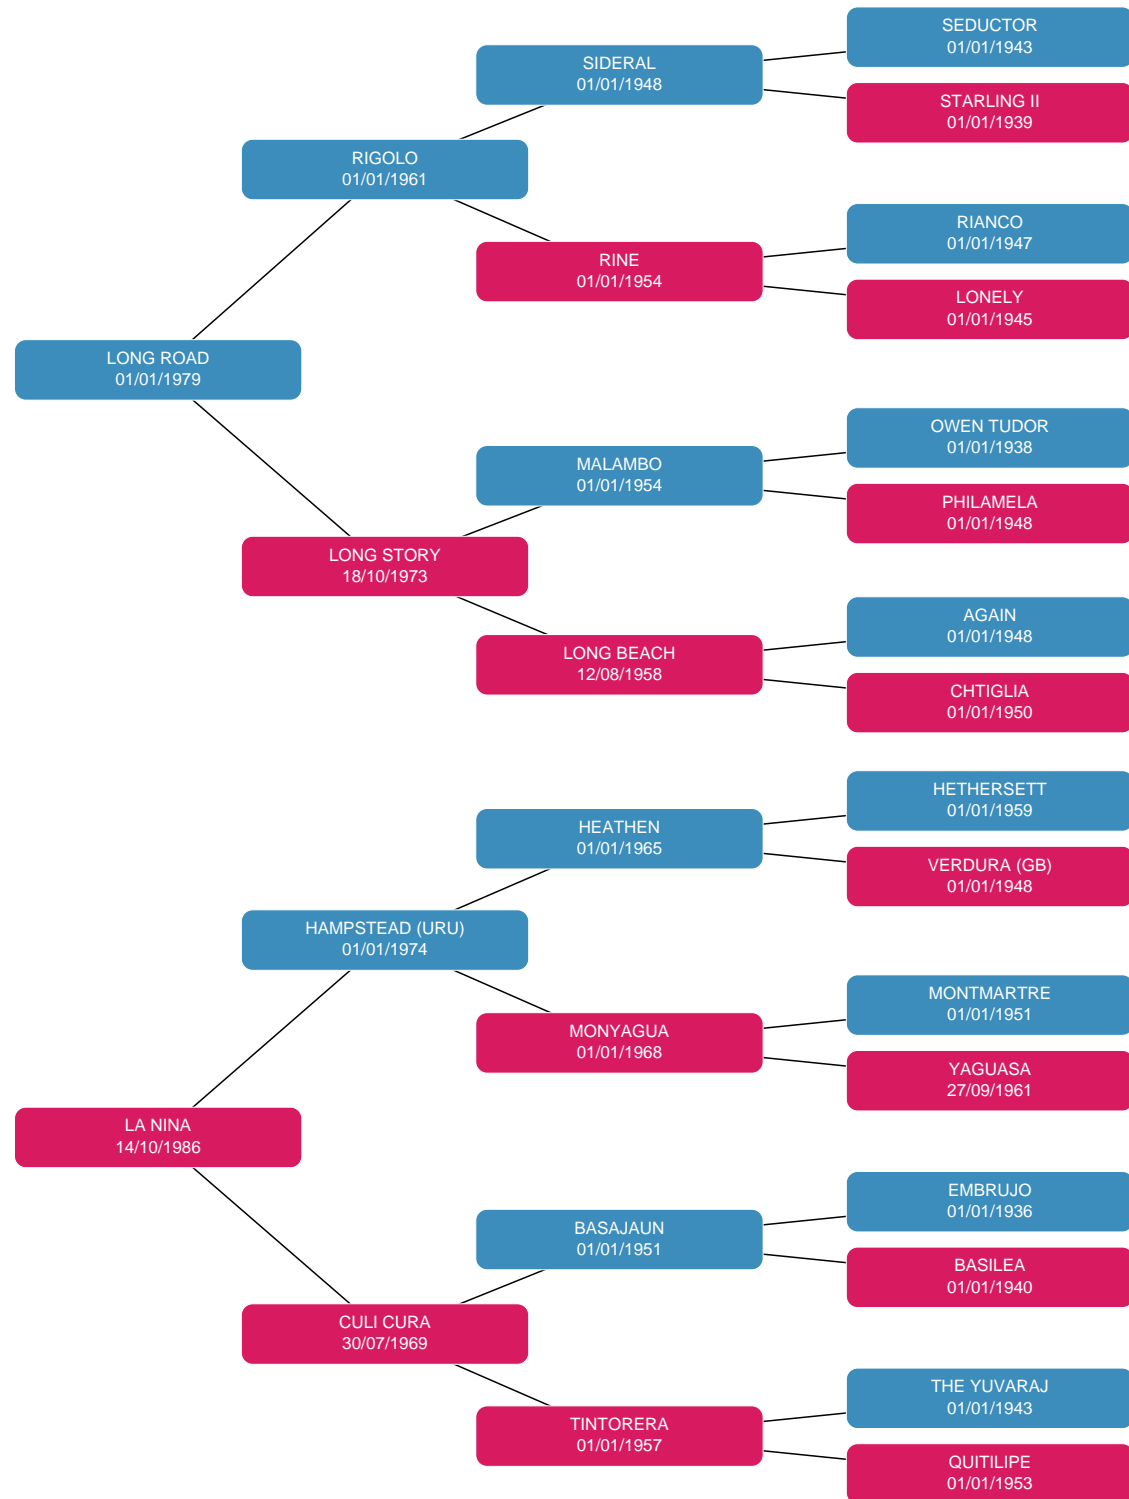 SEDUCTOR
01/01/1943
SIDERAL
01/01/1948
STARLING II
01/01/1939
RIGOLO
01/01/1961
RIANCO
01/01/1947
RINE
01/01/1954
LONELY
01/01/1945
LONG ROAD
01/01/1979
OWEN TUDOR
01/01/1938
MALAMBO
01/01/1954
PHILAMELA
01/01/1948
LONG STORY
18/10/1973
AGAIN
01/01/1948
LONG BEACH
12/08/1958
CHTIGLIA
01/01/1950
HETHERSETT
01/01/1959
HEATHEN
01/01/1965
VERDURA (GB)
01/01/1948
HAMPSTEAD (URU)
01/01/1974
MONTMARTRE
01/01/1951
MONYAGUA
01/01/1968
YAGUASA
27/09/1961
LA NINA
14/10/1986
EMBRUJO
01/01/1936
BASAJAUN
01/01/1951
BASILEA
01/01/1940
CULI CURA
30/07/1969
THE YUVARAJ
01/01/1943
TINTORERA
01/01/1957
QUITILIPE
01/01/1953